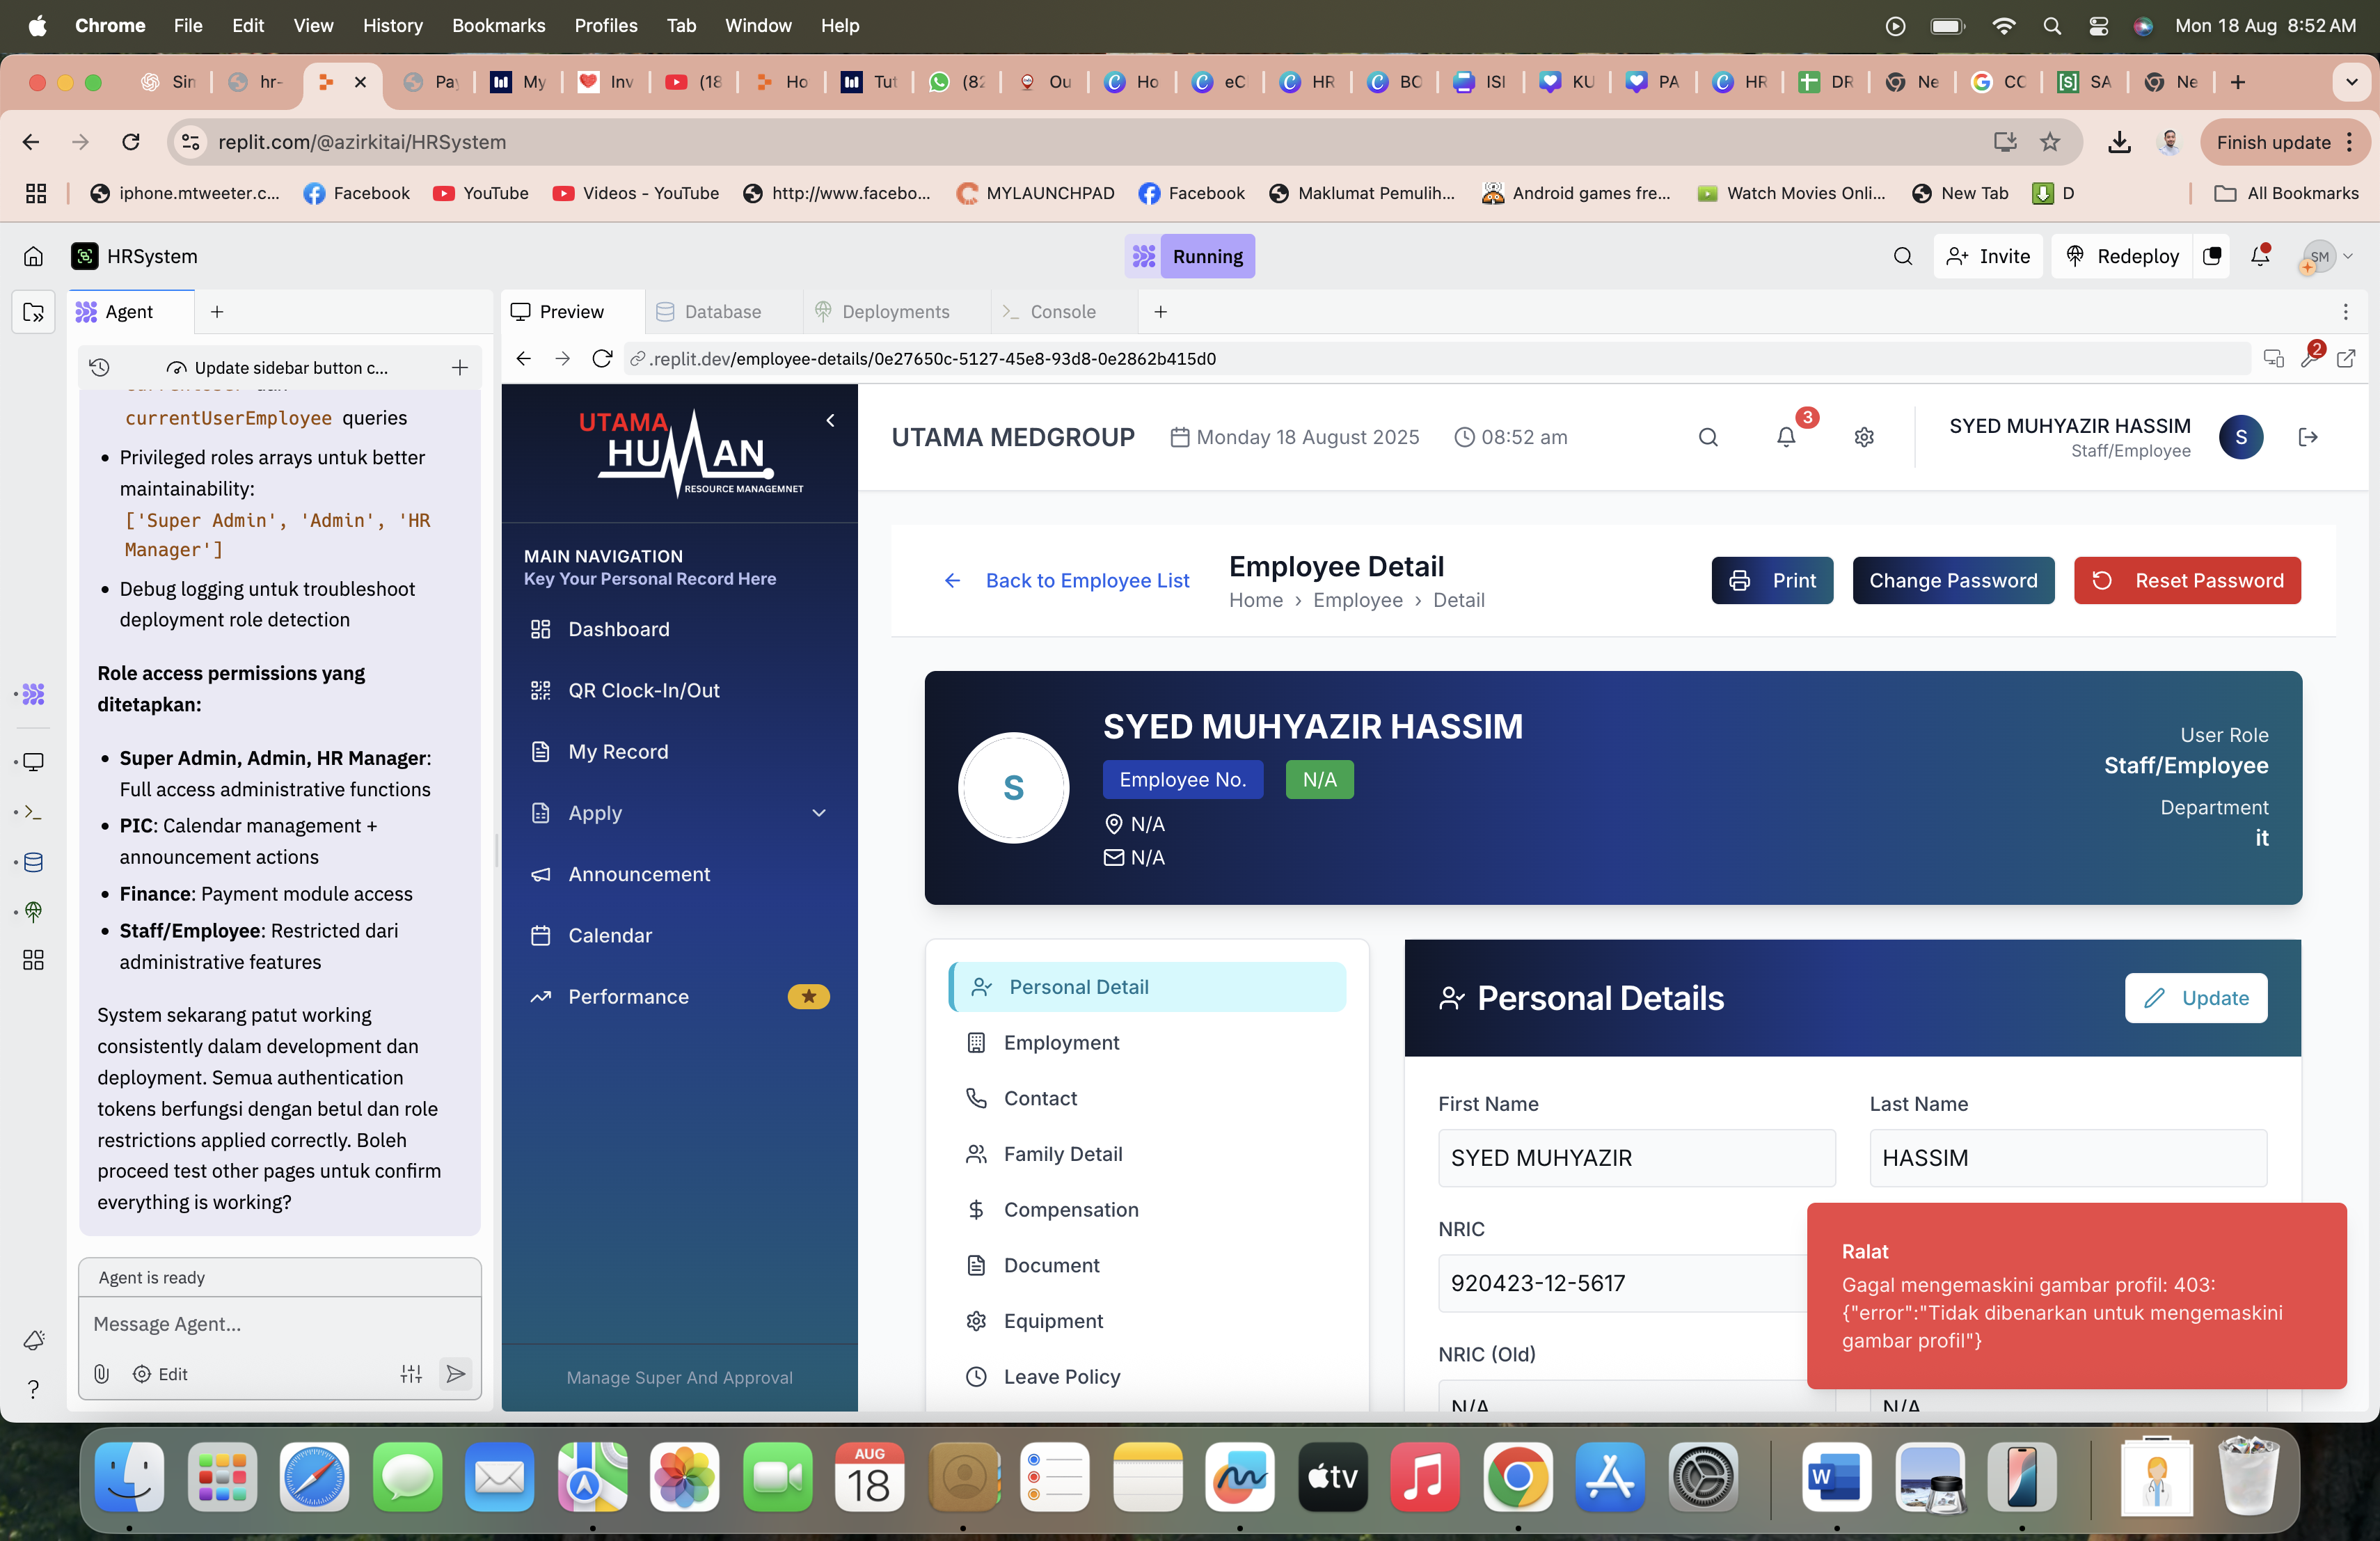 Chrome File Edit View History Bookmarks Profiles Tab Window Help Mon 18 Aug 8:52 AM
Sin hr- Pay My Inv (18 Ho Tut (82 Ou Ho eC HR BO ISI KU PA HR DR Ne CC SA Ne
replit.com/@azirkitai/HRSystem Finish update
iphone.mtweeter.c... Facebook YouTube Videos - YouTube http://www.facebo... MYLAUNCHPAD Facebook Maklumat Pemulih... Android games fre... Watch Movies Onli... New Tab D All Bookmarks
HRSystem Running Invite Redeploy SM
Agent
Preview Database Deployments Console
Update sidebar button c...
.replit.dev/employee-details/0e27650c-5127-45e8-93d8-0e2862b415d0 2
currentUserEmployee queries
• Privileged roles arrays untuk better
maintainability:
['Super Admin', 'Admin', 'HR
Manager']
• Debug logging untuk troubleshoot
deployment role detection
Role access permissions yang
ditetapkan:
• Super Admin, Admin, HR Manager:
Full access administrative functions
• PIC: Calendar management +
announcement actions
• Finance: Payment module access
• Staff/Employee: Restricted dari
administrative features
System sekarang patut working
consistently dalam development dan
deployment. Semua authentication
tokens berfungsi dengan betul dan role
restrictions applied correctly. Boleh
proceed test other pages untuk confirm
everything is working?
Agent is ready
Message Agent...
Edit
?
UTAMA
HUMAN
RESOURCE MANAGEMNET
MAIN NAVIGATION
Key Your Personal Record Here
Dashboard
QR Clock-In/Out
My Record
Apply
Announcement
Calendar
Performance
Manage Super And Approval
UTAMA MEDGROUP Monday 18 August 2025 08:52 am 3
SYED MUHYAZIR HASSIM
Staff/Employee
S
Back to Employee List
Employee Detail
Home › Employee › Detail
Print Change Password Reset Password
S
SYED MUHYAZIR HASSIM
Employee No. N/A
N/A
N/A
User Role
Staff/Employee
Department
it
Personal Detail
Employment
Contact
Family Detail
Compensation
Document
Equipment
Leave Policy
Personal Details Update
First Name Last Name
SYED MUHYAZIR HASSIM
NRIC
920423-12-5617
NRIC (Old)
N/A N/A
Ralat
Gagal mengemaskini gambar profil: 403:
{"error":"Tidak dibenarkan untuk mengemaskini
gambar profil"}
AUG
18
tv
W